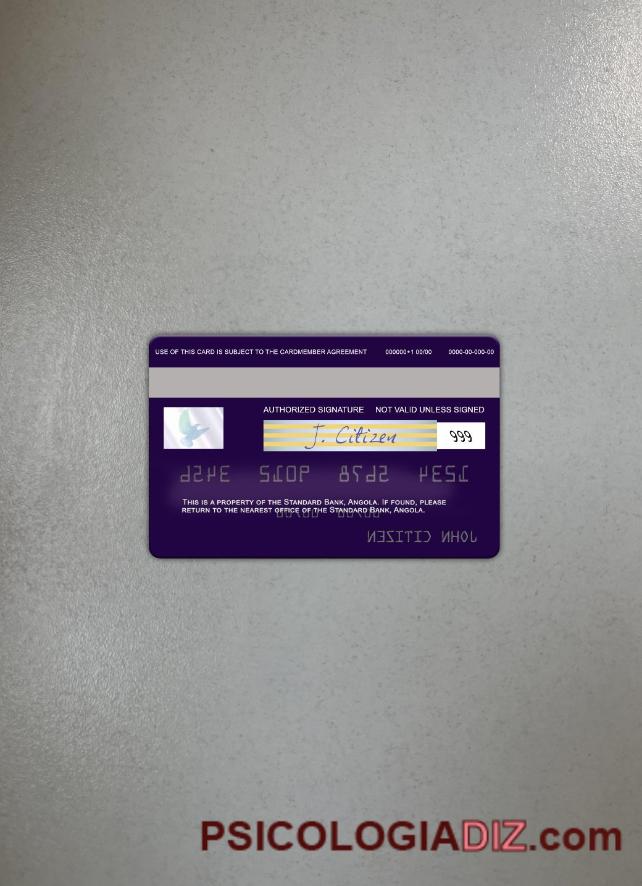 USE OF THIS CARD IS SUBJECT TO THE CARDMEMBER AGREEMENT 000000+1 00/00 0000-00-000-00
AUTHORIZED SIGNATURE NOT VALID UNLESS SIGNED
J. Citizen 999
THIS IS A PROPERTY OF THE STANDARD BANK, ANGOLA. IF FOUND, PLEASE
RETURN TO THE NEAREST OFFICE OF THE STANDARD BANK, ANGOLA.
JOHN CITIZEN
PSICOLOGIADIZ.com